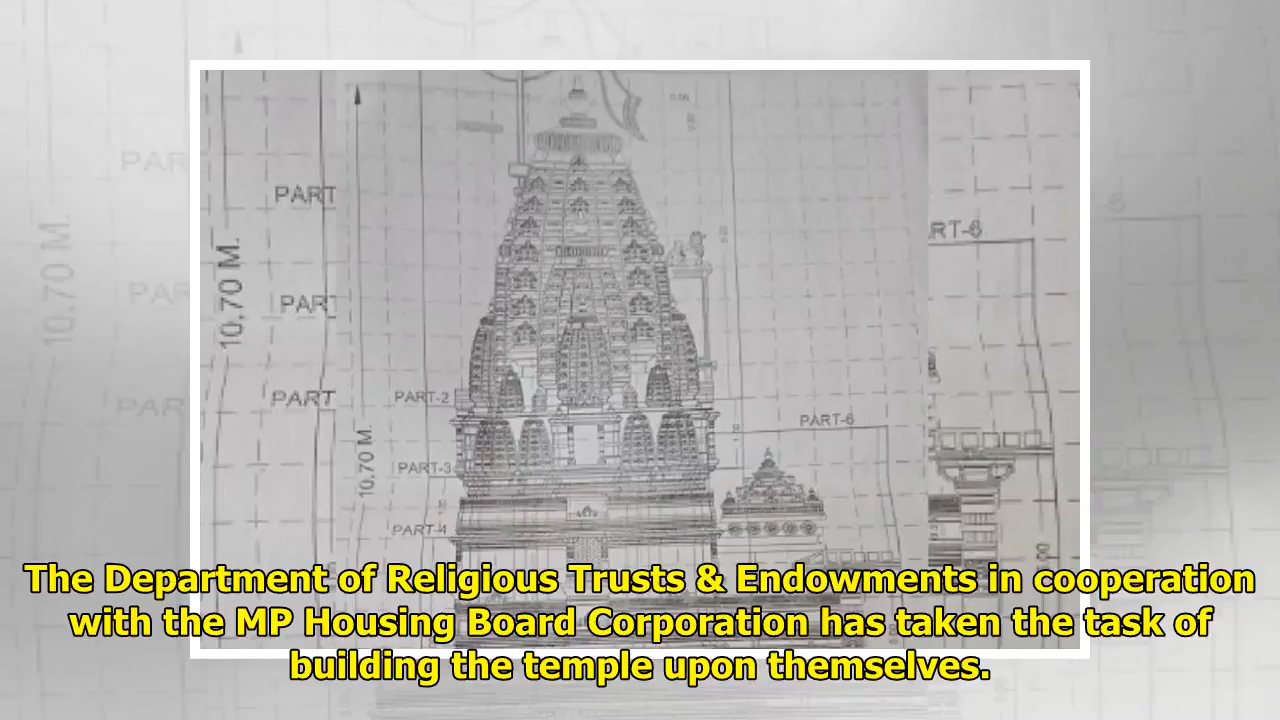 PART
PART-6
10.70 M.
PART
PART
PART-2
PART-6
10.70 M.
PART-3
PART-4
The Department of Religious Trusts & Endowments in cooperation
with the MP Housing Board Corporation has taken the task of
building the temple upon themselves.